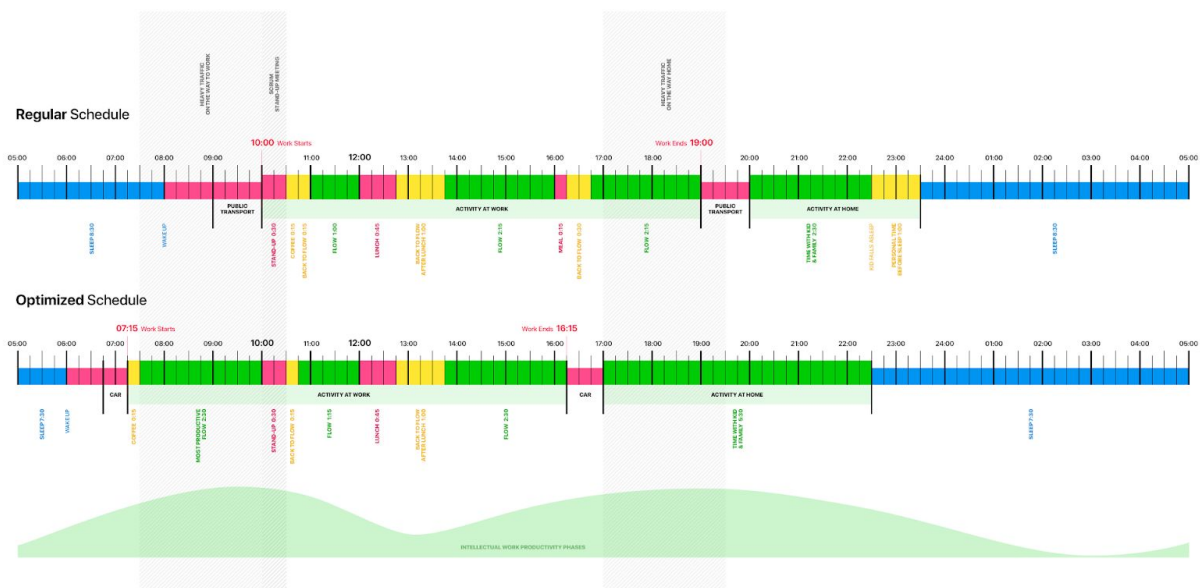 HEAVY TRAFFIC
ON THE WAY TO WORK
SCRUM
STAND-UP MEETING
HEAVY TRAFFIC
ON THE WAY HOME
Regular Schedule
10:00 Work Starts
Work Ends 19:00
05:00 06:00 07:00 08:00 09:00 10:00 11:00 12:00 13:00 14:00 15:00 16:00 17:00 18:00 19:00 20:00 21:00 22:00 23:00 00:00 01:00 02:00 03:00 04:00 05:00
PUBLIC
TRANSPORT
ACTIVITY AT WORK
PUBLIC
TRANSPORT
ACTIVITY AT HOME
SLEEP 8:30
WAKE UP
STAND-UP 0:30
COFFEE 0:15
BACK TO FLOW 0:15
FLOW 1:00
LUNCH 0:45
BACK TO FLOW
AFTER LUNCH 1:00
FLOW 2:15
MEAL 0:15
BACK TO FLOW 0:30
FLOW 2:15
TIME WITH KID
& FAMILY 2:30
KID FALLS ASLEEP
PERSONAL TIME
BEFORE SLEEP 1:00
SLEEP 8:30
Optimized Schedule
07:15 Work Starts
Work Ends 16:15
05:00 06:00 07:00 08:00 09:00 10:00 11:00 12:00 13:00 14:00 15:00 16:00 17:00 18:00 19:00 20:00 21:00 22:00 23:00 00:00 01:00 02:00 03:00 04:00 05:00
CAR
ACTIVITY AT WORK
CAR
ACTIVITY AT HOME
SLEEP 7:30
WAKE UP
COFFEE 0:15
MOST PRODUCTIVE
FLOW 2:30
STAND-UP 0:30
BACK TO FLOW 0:15
FLOW 1:15
LUNCH 0:45
BACK TO FLOW
AFTER LUNCH 1:00
FLOW 2:30
TIME WITH KID
& FAMILY 5:30
SLEEP 7:30
INTELLECTUAL WORK PRODUCTIVITY PHASES